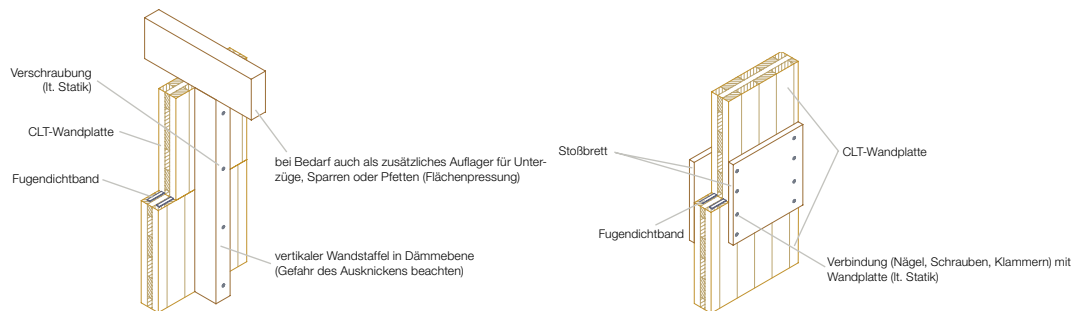 Verschraubung
(lt. Statik)
CLT-Wandplatte
Fugendichtband
bei Bedarf auch als zusätzliches Auflager für Unter-
züge, Sparren oder Pfetten (Flächenpressung)
vertikaler Wandstaffel in Dämmebene
(Gefahr des Ausknickens beachten)
Stoßbrett
CLT-Wandplatte
Fugendichtband
Verbindung (Nägel, Schrauben, Klammern) mit
Wandplatte (lt. Statik)